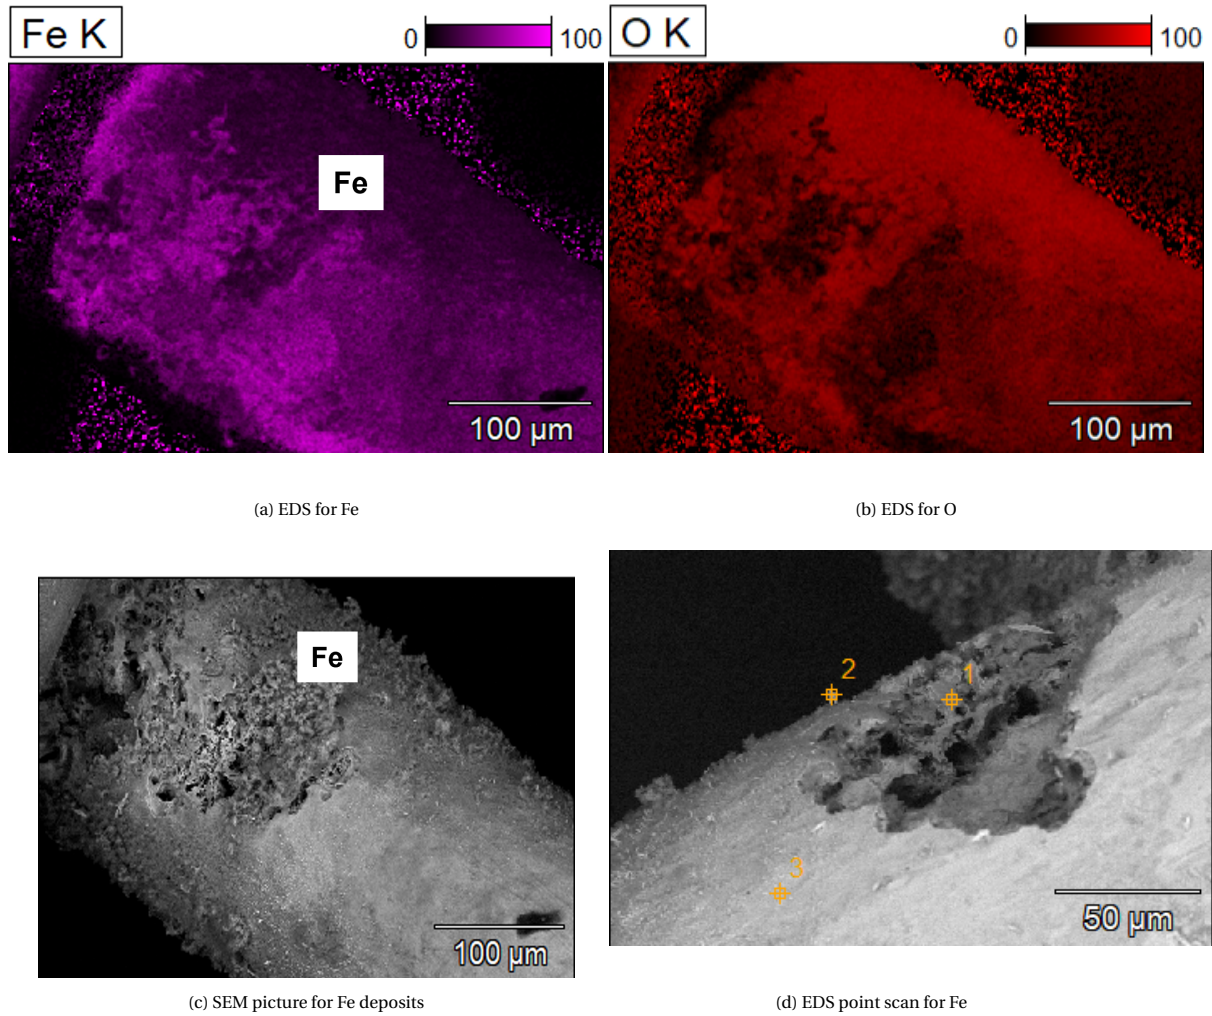 Fe K
0 100
O K
0 100
Fe
100 µm
100 µm
(a) EDS for Fe
(b) EDS for O
Fe
100 µm
2
1
3
50 µm
(c) SEM picture for Fe deposits
(d) EDS point scan for Fe